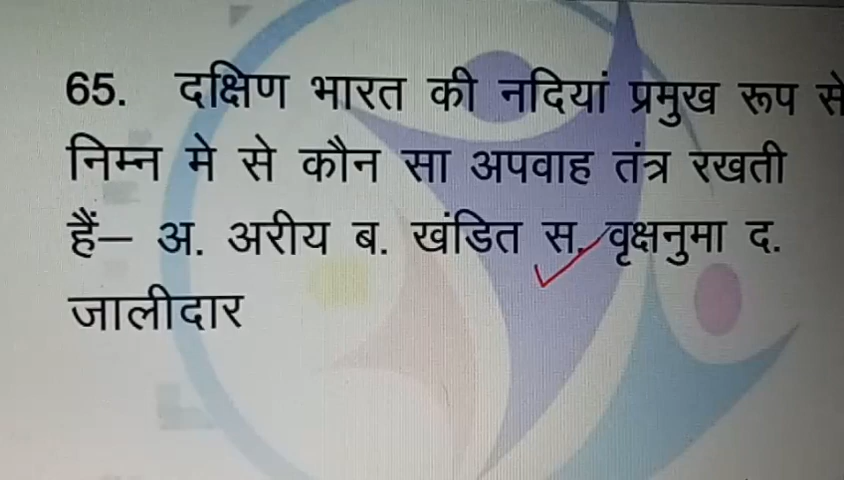 65. दक्षिण भारत की नदियां प्रमुख रूप से
निम्न मे से कौन सा अपवाह तंत्र रखती
हैं– अ. अरीय ब. खंडित स. वृक्षनुमा द.
जालीदार